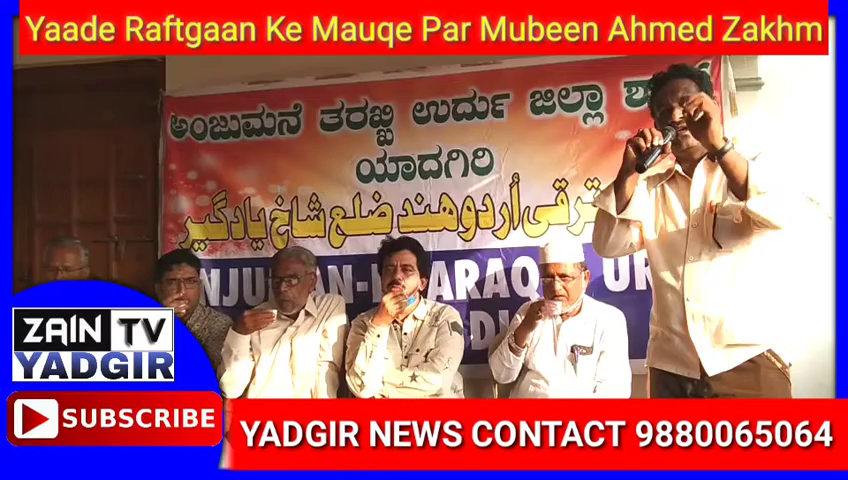 Yaade Raftgaan Ke Mauqe Par Mubeen Ahmed Zakhm
ಅಂಜುಮನೆ ತರಖ್ಖಿ ಉರ್ದು ಜಿಲ್ಲಾ
ಯಾದಗಿರಿ
ترقی اُردو ہند ضلع شاخ یادگیر
ZAIN TV
YADGIR
SUBSCRIBE
YADGIR NEWS CONTACT 9880065064